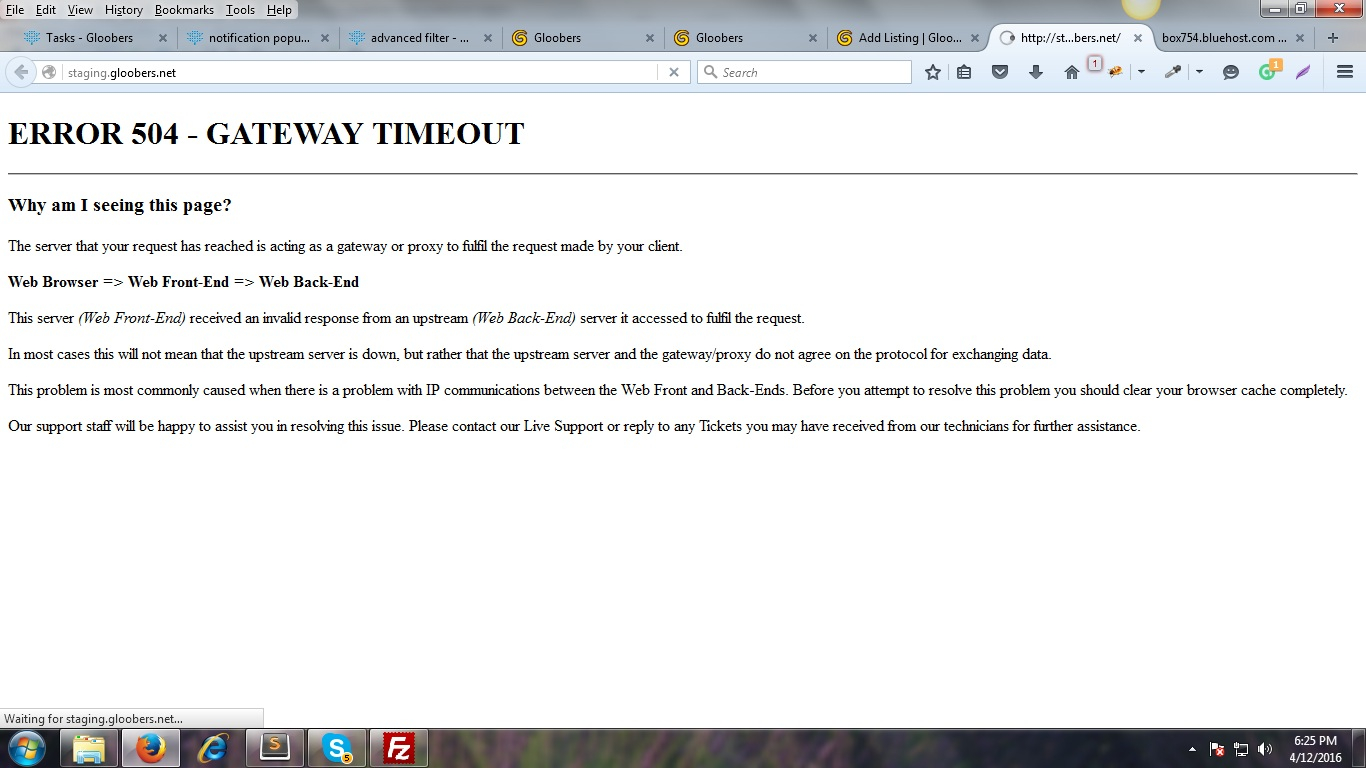 File Edit View History Bookmarks Tools Help
Tasks - Gloobers notification popu... advanced filter - ... Gloobers Gloobers Add Listing | Gloo... http://st...bers.net/ box754.bluehost.com ...
staging.gloobers.net Search 1 1
ERROR 504 - GATEWAY TIMEOUT
Why am I seeing this page?
The server that your request has reached is acting as a gateway or proxy to fulfil the request made by your client.
Web Browser => Web Front-End => Web Back-End
This server (Web Front-End) received an invalid response from an upstream (Web Back-End) server it accessed to fulfil the request.
In most cases this will not mean that the upstream server is down, but rather that the upstream server and the gateway/proxy do not agree on the protocol for exchanging data.
This problem is most commonly caused when there is a problem with IP communications between the Web Front and Back-Ends. Before you attempt to resolve this problem you should clear your browser cache completely.
Our support staff will be happy to assist you in resolving this issue. Please contact our Live Support or reply to any Tickets you may have received from our technicians for further assistance.
Waiting for staging.gloobers.net...
5
6:25 PM
4/12/2016